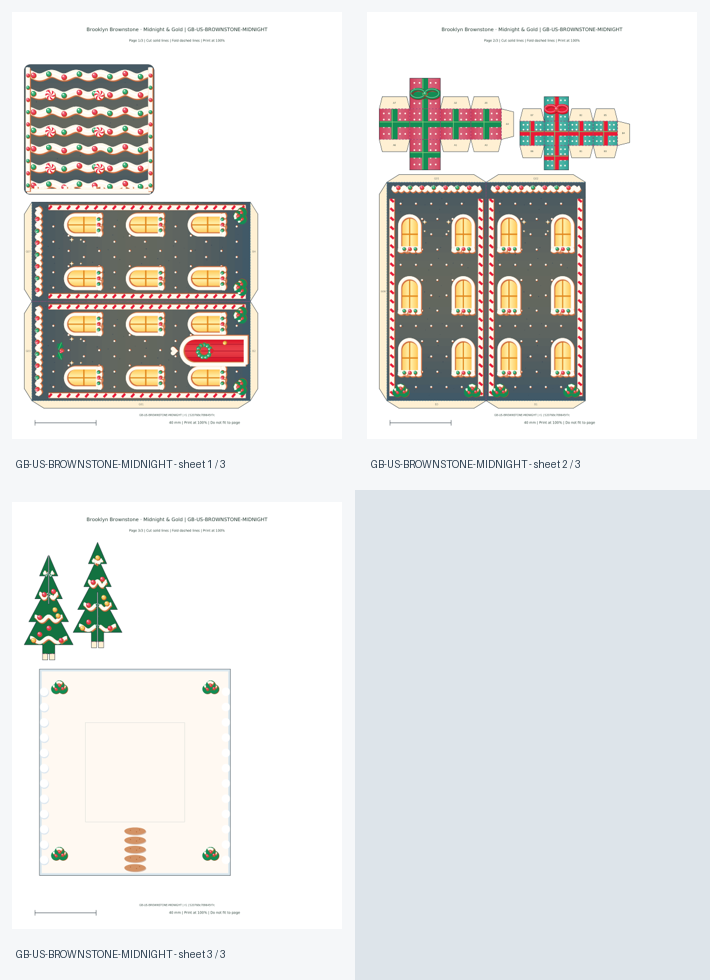 Brooklyn Brownstone · Midnight & Gold | GB-US-BROWNSTONE-MIDNIGHT
Page 1/3 | Cut solid lines | Fold dashed lines | Print at 100%
40 mm | Print at 100% | Do not fit to page
GB-US-BROWNSTONE-MIDNIGHT - sheet 1 / 3
Brooklyn Brownstone · Midnight & Gold | GB-US-BROWNSTONE-MIDNIGHT
Page 2/3 | Cut solid lines | Fold dashed lines | Print at 100%
40 mm | Print at 100% | Do not fit to page
GB-US-BROWNSTONE-MIDNIGHT - sheet 2 / 3
Brooklyn Brownstone · Midnight & Gold | GB-US-BROWNSTONE-MIDNIGHT
Page 3/3 | Cut solid lines | Fold dashed lines | Print at 100%
40 mm | Print at 100% | Do not fit to page
GB-US-BROWNSTONE-MIDNIGHT - sheet 3 / 3